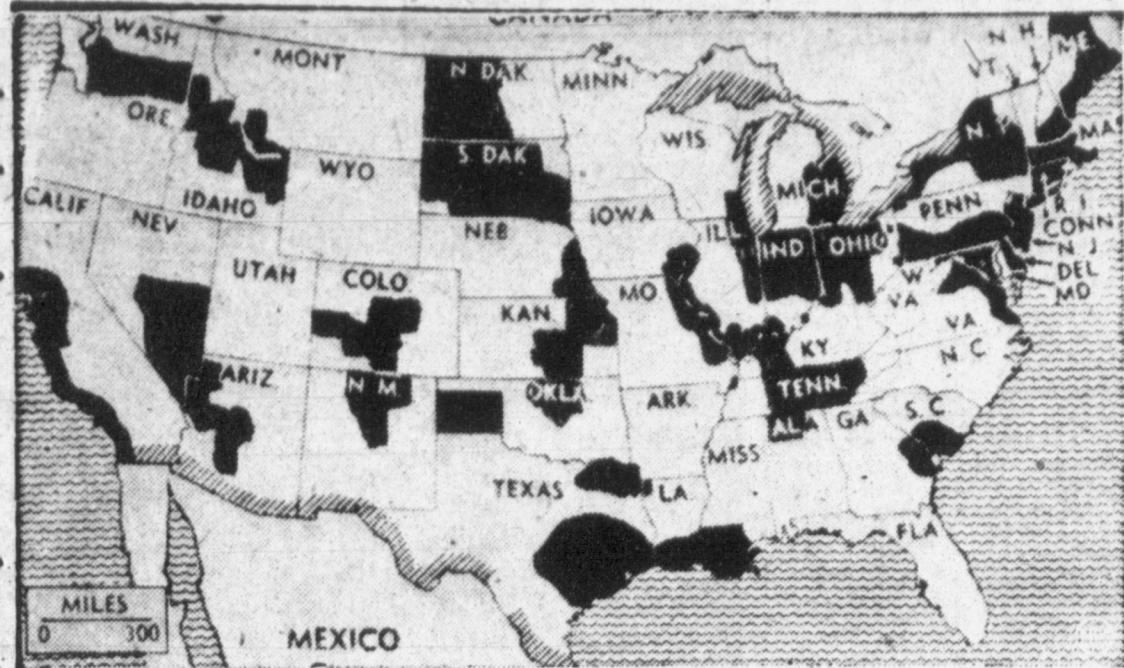 CANADA
WASH
MONT.
N. DAK.
MINN.
N H
ME.
VT.
ORE.
WIS
N.
MAS
S. DAK
WYO
IDAHO
MICH
CALIF
NEV
IOWA
PENN
R I
NEB
ILL
CONN
IND
OHIO
N J
UTAH
COLO.
DEL
W
VA
MD
MO.
KAN.
VA.
KY
N C
ARIZ
N. M.
OKLA.
TENN.
ARK.
S. C
ALA
GA
MISS
TEXAS
LA.
FLA
MILES
0 300
MEXICO